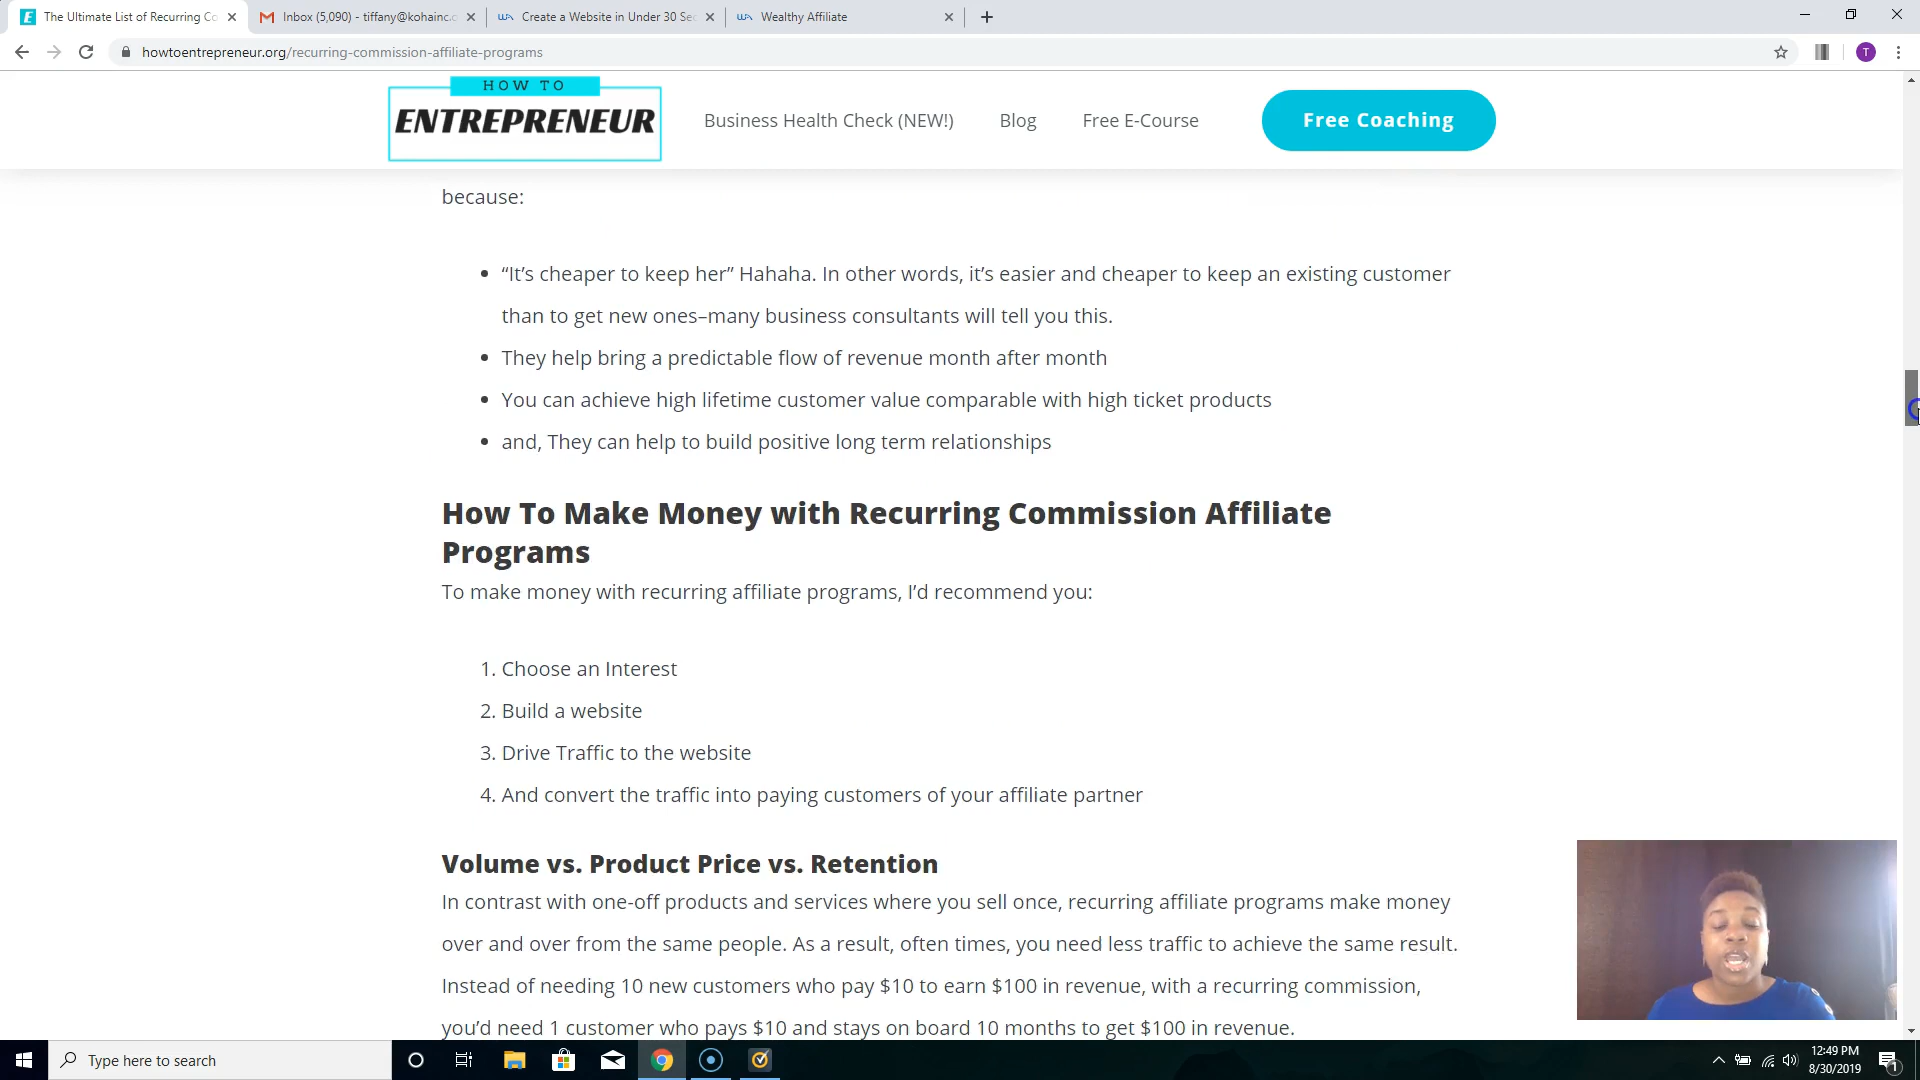 The Ultimate List of Recurring Co
Inbox (5,090) - tiffany@kohainc.c
Create a Website in Under 30 Sec
Wealthy Affiliate
howtoentrepreneur.org/recurring-commission-affiliate-programs
T
HOW TO
ENTREPRENEUR
Business Health Check (NEW!)
Blog
Free E-Course
Free Coaching
because:
“It’s cheaper to keep her” Hahaha. In other words, it’s easier and cheaper to keep an existing customer
than to get new ones–many business consultants will tell you this.
They help bring a predictable flow of revenue month after month
You can achieve high lifetime customer value comparable with high ticket products
and, They can help to build positive long term relationships
How To Make Money with Recurring Commission Affiliate
Programs
To make money with recurring affiliate programs, I’d recommend you:
1. Choose an Interest
2. Build a website
3. Drive Traffic to the website
4. And convert the traffic into paying customers of your affiliate partner
Volume vs. Product Price vs. Retention
In contrast with one-off products and services where you sell once, recurring affiliate programs make money
over and over from the same people. As a result, often times, you need less traffic to achieve the same result.
Instead of needing 10 new customers who pay $10 to earn $100 in revenue, with a recurring commission,
you’d need 1 customer who pays $10 and stays on board 10 months to get $100 in revenue.
Type here to search
12:49 PM
8/30/2019
1